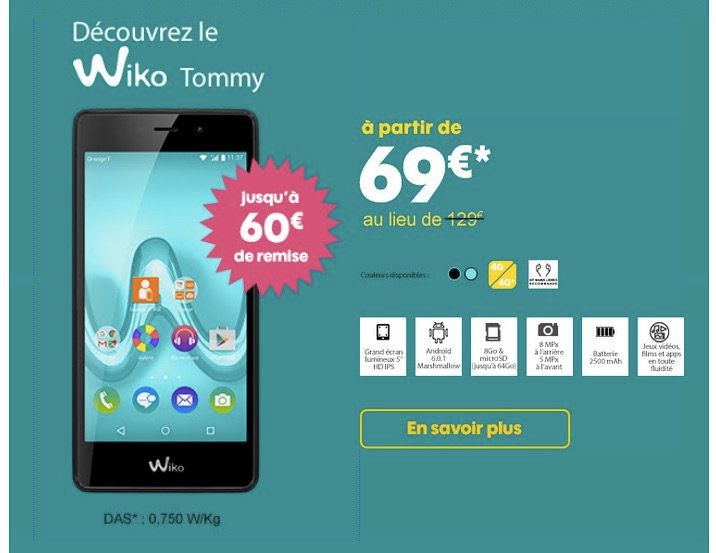 Découvrez le
Wiko Tommy
Orange F
11:37
Wiko
DAS* : 0,750 W/Kg
jusqu'à
60€
de remise
à partir de
69€*
au lieu de 129€
Couleurs disponibles :
4G
4G+
RECOMMANDÉ
Grand écran
lumineux 5"
HD IPS
Android
6.0.1
Marshmallow
8Go &
microSD
(jusqu'à 64Go)
8 MPx
à l'arrière
5 MPx
à l'avant
Batterie
2500 mAh
Jeux vidéos,
films et apps
en toute
fluidité
En savoir plus